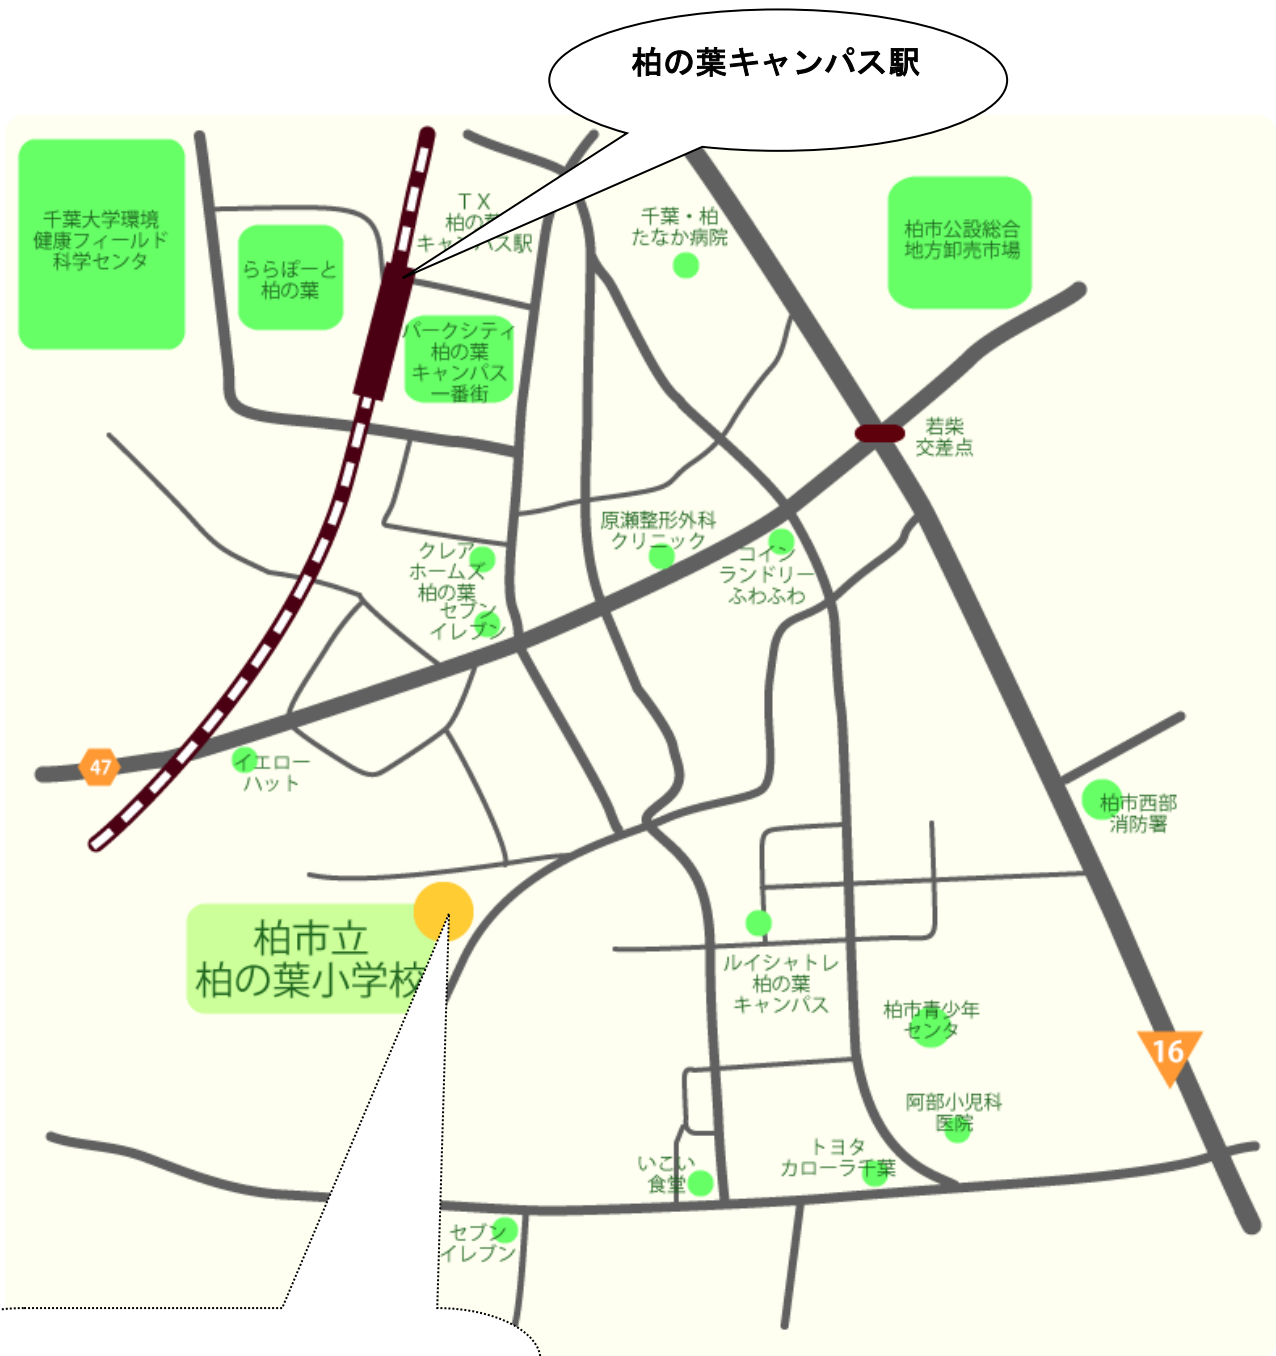 柏の葉キャンパス駅
千葉大学環境
健康フィールド
科学センタ
ららぽーと
柏の葉
TX
柏の葉
キャンパス駅
パークシティ
柏の葉
キャンパス
一番街
千葉・柏
たなか病院
柏市公設総合
地方卸売市場
若柴
交差点
原瀬整形外科
クリニック
コイン
ランドリー
ふわふわ
クレア
ホームズ
柏の葉
セブン
イレブン
47
イエロー
ハット
柏市西部
消防署
柏市立
柏の葉小学校
ルイシャトレ
柏の葉
キャンパス
柏市青少年
センタ
16
阿部小児科
医院
トヨタ
カローラ千葉
いこい
食堂
セブン
イレブン